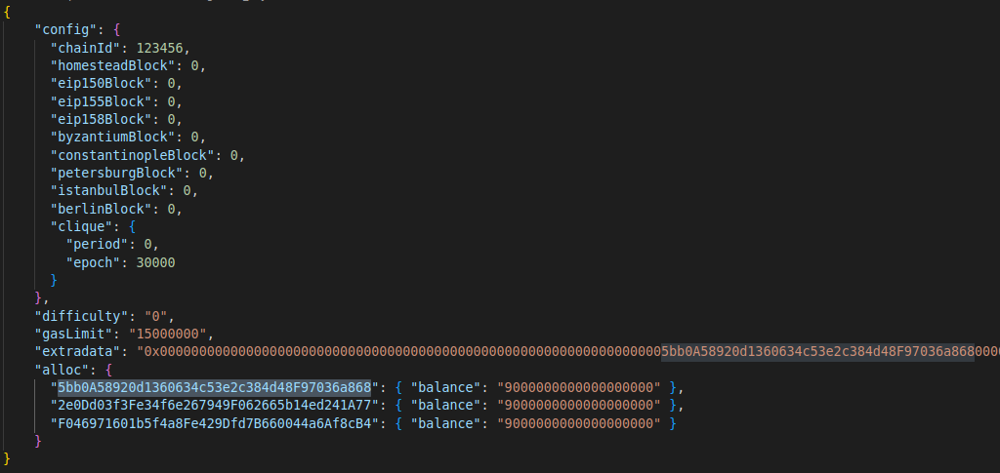 {
"config": {
"chainId": 123456,
"homesteadBlock": 0,
"eip150Block": 0,
"eip155Block": 0,
"eip158Block": 0,
"byzantiumBlock": 0,
"constantinopleBlock": 0,
"petersburgBlock": 0,
"istanbulBlock": 0,
"berlinBlock": 0,
"clique": {
"period": 0,
"epoch": 30000
}
},
"difficulty": "0",
"gasLimit": "15000000",
"extradata": "0x00000000000000000000000000000000000000000000000000000000000000005bb0A58920d1360634c53e2c384d48F97036a868000
"alloc": {
"5bb0A58920d1360634c53e2c384d48F97036a868": { "balance": "9000000000000000000" },
"2e0Dd03f3Fe34f6e267949F062665b14ed241A77": { "balance": "9000000000000000000" },
"F046971601b5f4a8Fe429Dfd7B660044a6Af8cB4": { "balance": "9000000000000000000" }
}
}